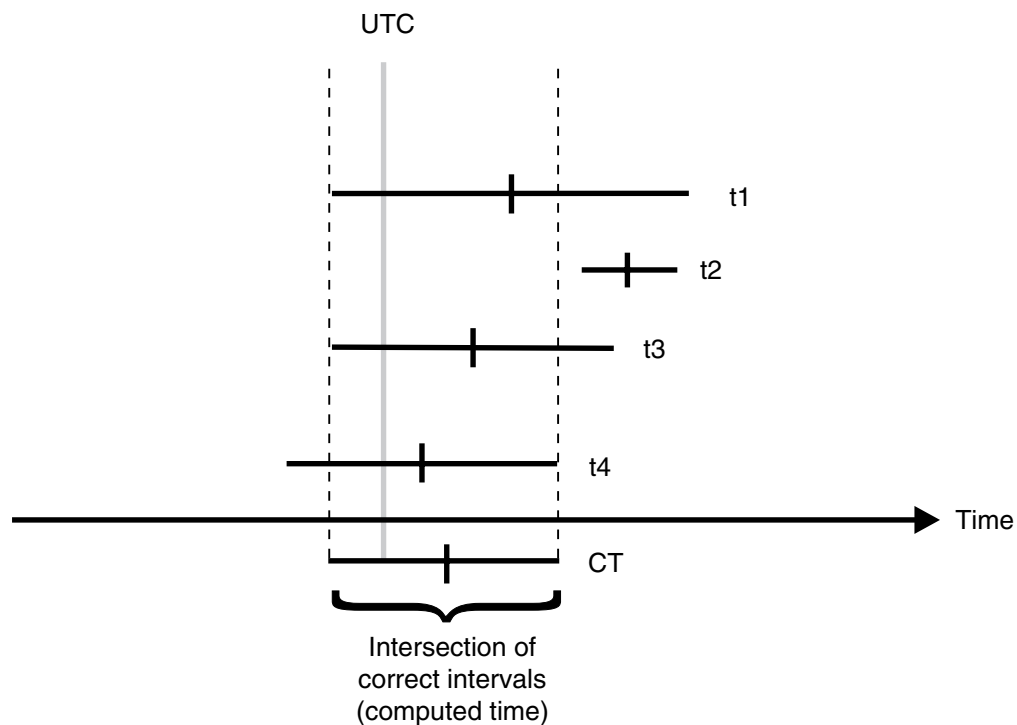 UTC
t1
t2
t3
t4
Time
CT
Intersection of
correct intervals
(computed time)